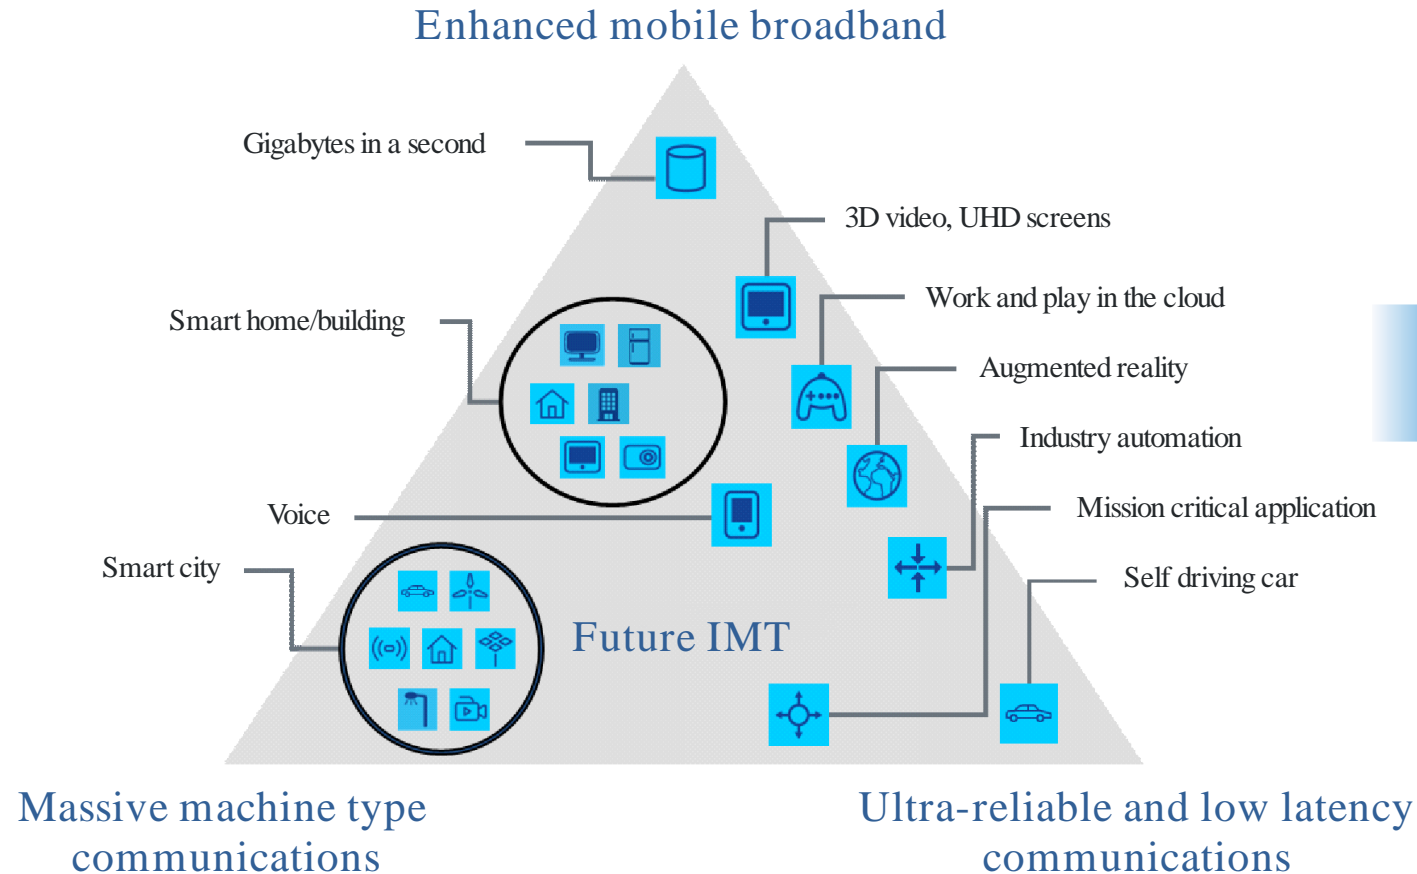 Enhanced mobile broadband
Gigabytes in a second
3D video, UHD screens
Work and play in the cloud
Smart home/building
Augmented reality
Industry automation
Mission critical application
Voice
Smart city
Self driving car
Future IMT
Massive machine type
communications
Ultra-reliable and low latency
communications